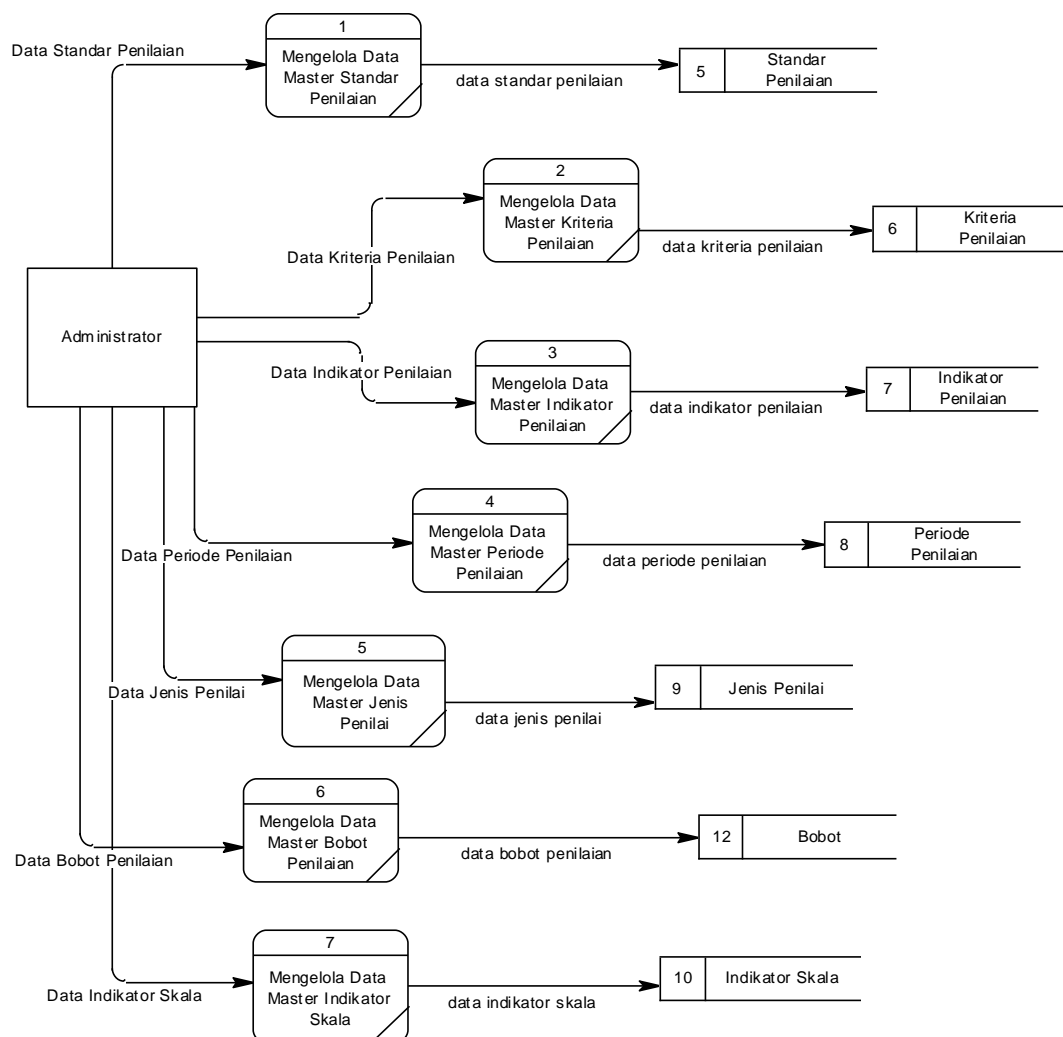 1
Data Standar Penilaian
Mengelola Data
Master Standar
Penilaian
data standar penilaian
5
Standar
Penilaian
2
Mengelola Data
Master Kriteria
Penilaian
Data Kriteria Penilaian
data kriteria penilaian
6
Kriteria
Penilaian
Administrator
3
Data Indikator Penilaian
Mengelola Data
Master Indikator
Penilaian
data indikator penilaian
7
Indikator
Penilaian
4
Data Periode Penilaian
Mengelola Data
Master Periode
Penilaian
data periode penilaian
8
Periode
Penilaian
5
Data Jenis Penilai
Mengelola Data
Master Jenis
Penilai
data jenis penilai
9
Jenis Penilai
6
Data Bobot Penilaian
Mengelola Data
Master Bobot
Penilaian
data bobot penilaian
12
Bobot
7
Data Indikator Skala
Mengelola Data
Master Indikator
Skala
data indikator skala
10
Indikator Skala